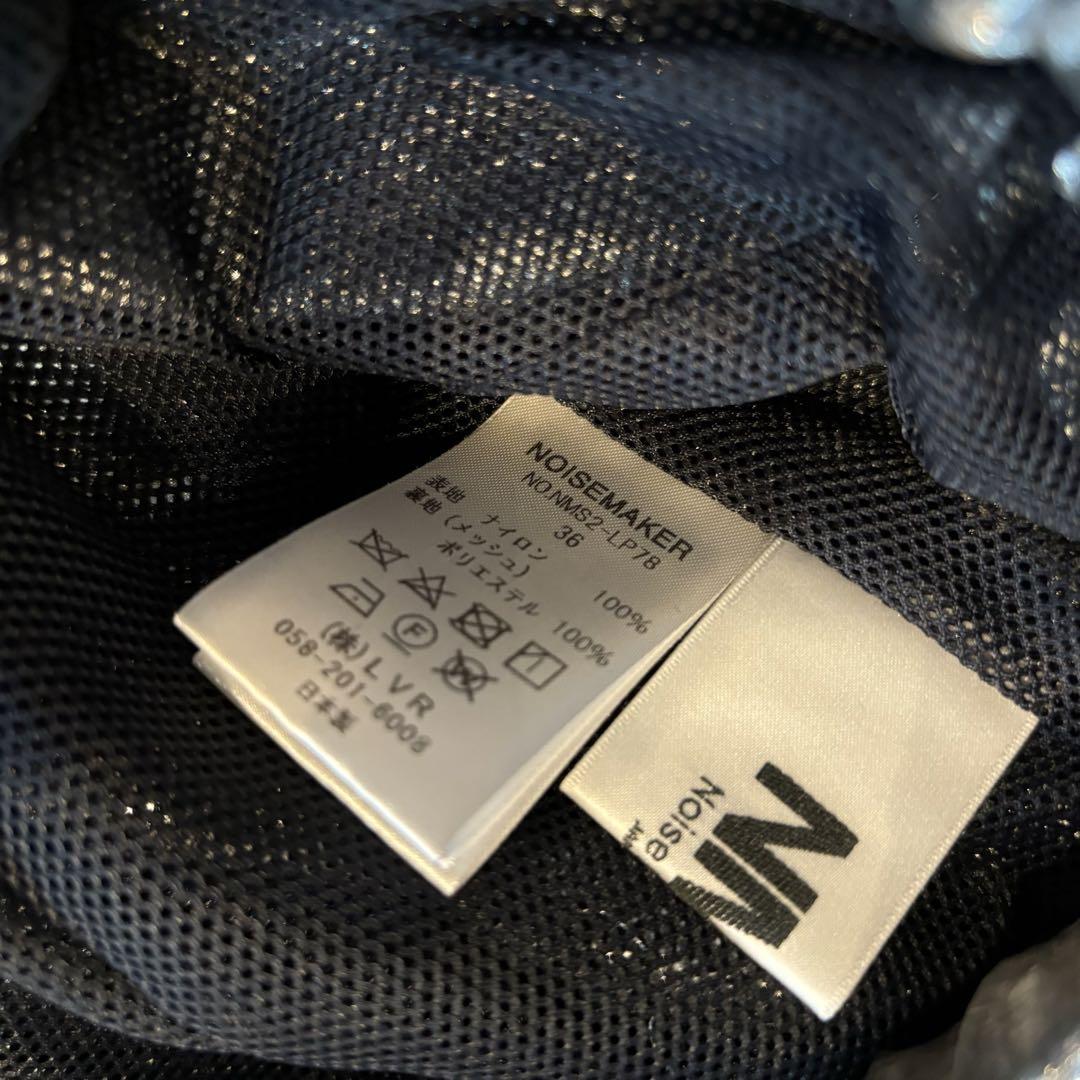 NOISEMAKER
NO.NMS2-LP78
36
表地 ナイロン 100%
裏地(メッシュ)
ポリエステル 100%
F
(株)LVR
058-201-6008
日本製
Noise